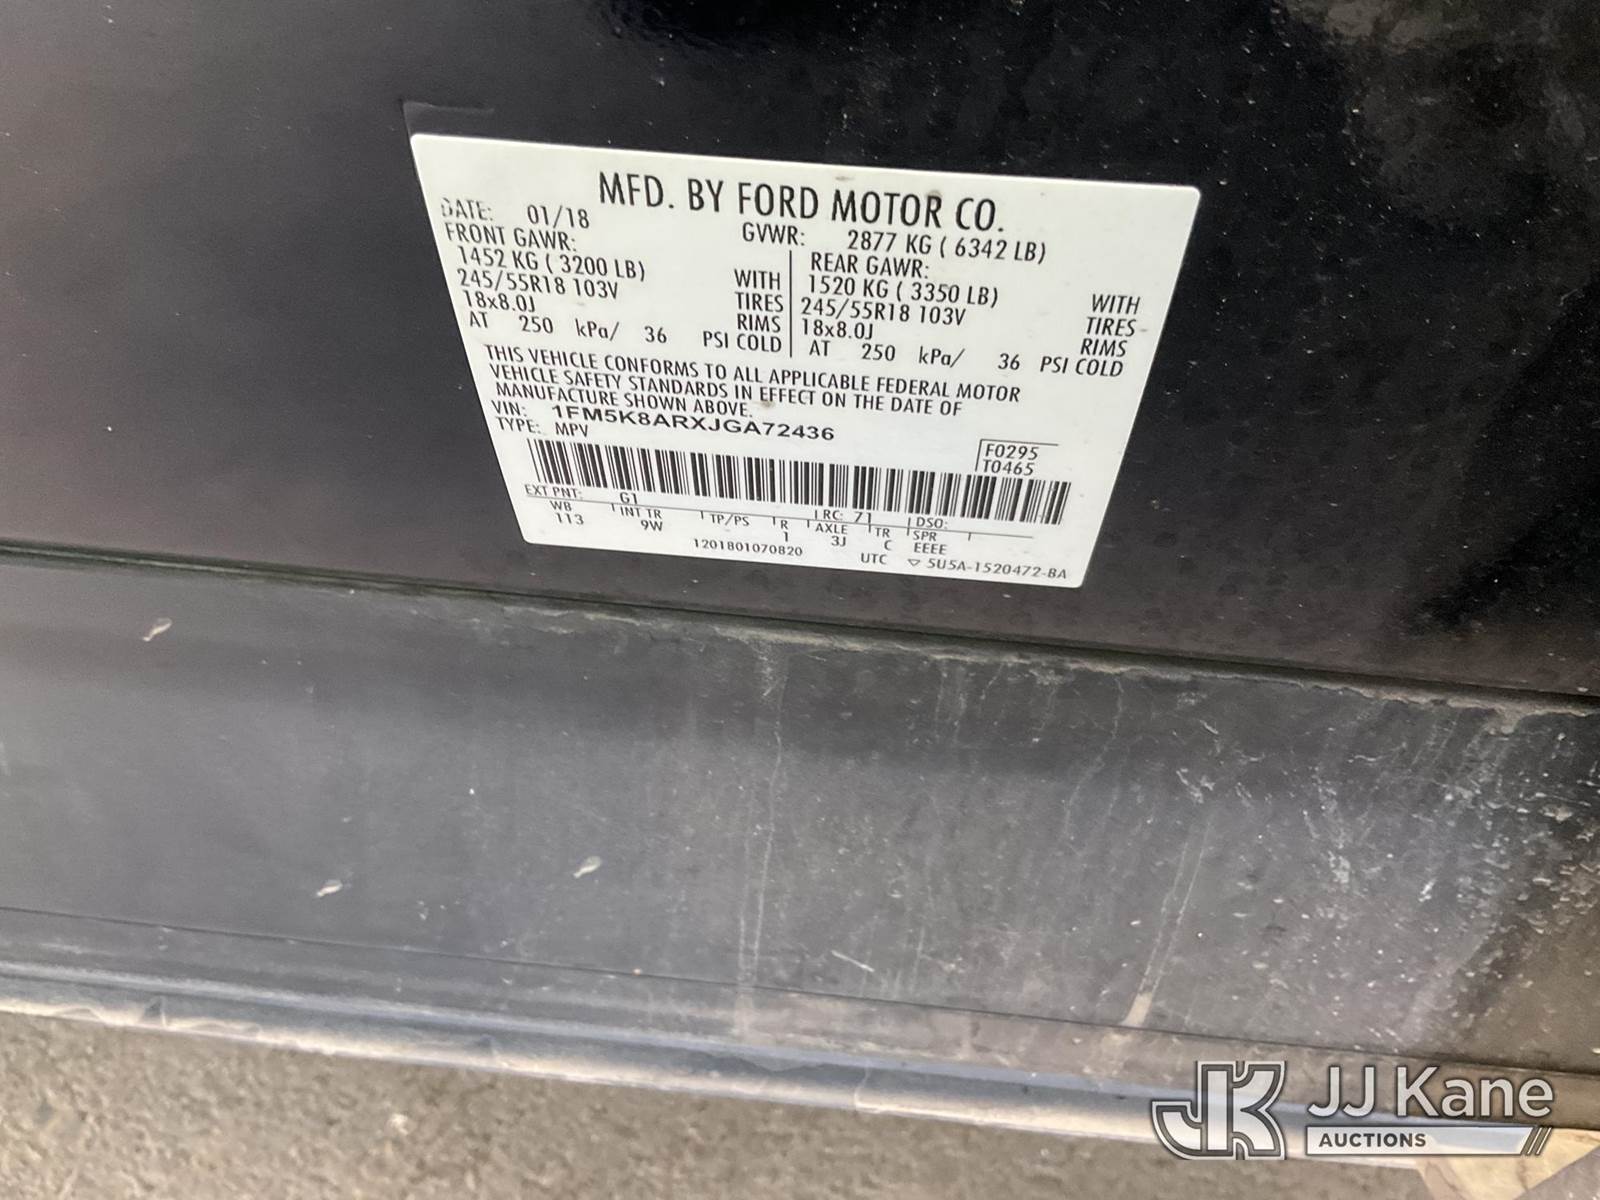 MFD. BY FORD MOTOR CO.
DATE: 01/18 GVWR: 2877 KG ( 6342 LB)
FRONT GAWR: REAR GAWR:
1452 KG ( 3200 LB) WITH 1520 KG ( 3350 LB) WITH
245/55R18 103V TIRES 245/55R18 103V TIRES
18x8.0J RIMS 18x8.0J RIMS
AT 250 kPa/ 36 PSI COLD AT 250 kPa/ 36 PSI COLD
THIS VEHICLE CONFORMS TO ALL APPLICABLE FEDERAL MOTOR
VEHICLE SAFETY STANDARDS IN EFFECT ON THE DATE OF
MANUFACTURE SHOWN ABOVE.
VIN: 1FM5K8ARXJGA72436
TYPE: MPV
F0295
T0465
EXT PNT: G1 RC: 71 DSO:
WB INT TR TP/PS R AXLE TR SPR
113 9W 1 3J C EEEE
1201801070820 UTC ▽ 5U5A-1520472-BA
JK JJ Kane
AUCTIONS